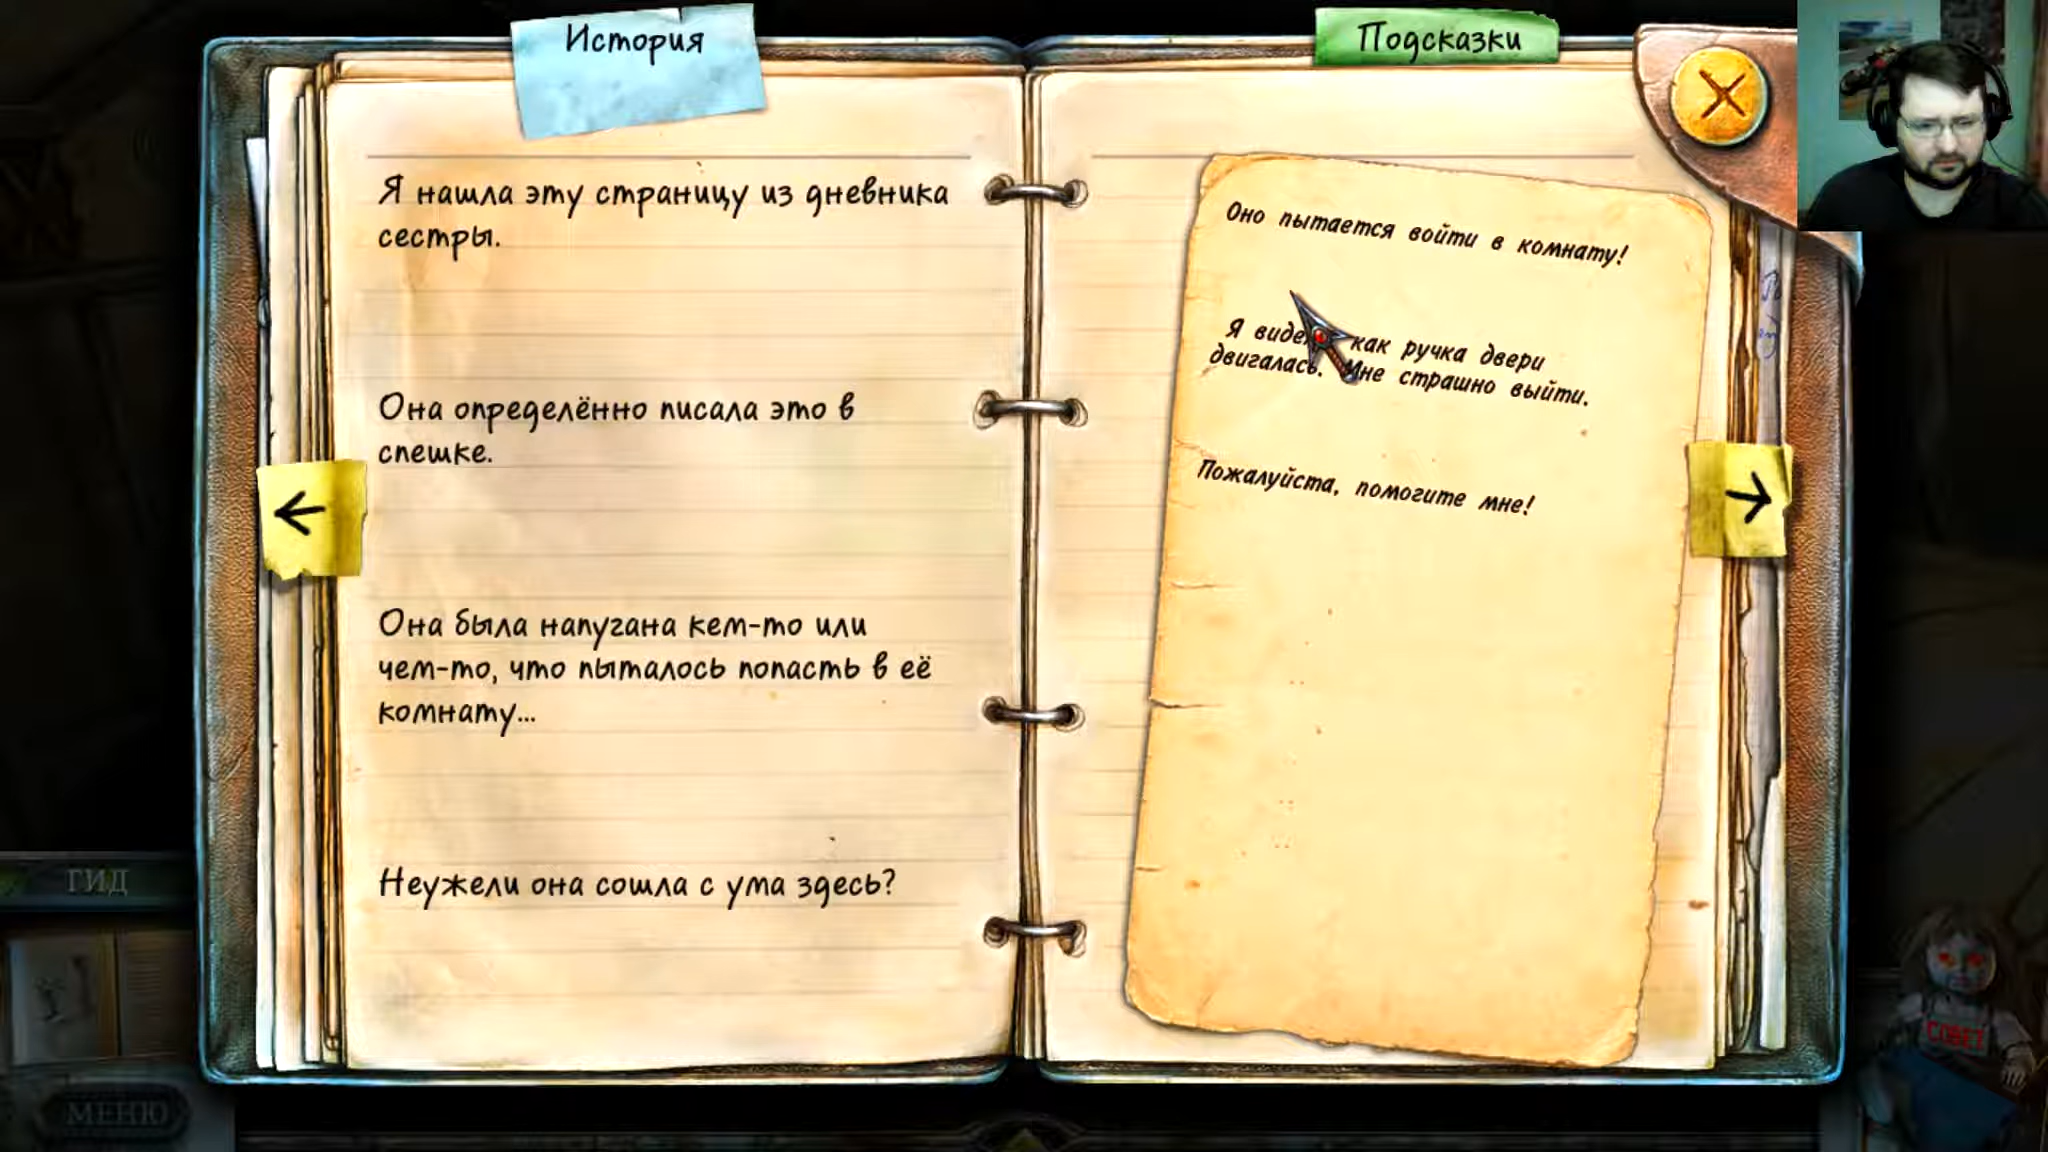 История
Подсказки
Я нашла эту страницу из дневника
сестры.
Она определённо писала это в
спешке.
Она была напугана кем-то или
чем-то, что пыталось попасть в её
комнату...
Неужели она сошла с ума здесь?
Оно пытается войти в комнату!
Я как ручка двери
двигалась. Мне страшно выйти.
Пожалуйста, помогите мне!
ГИД
МЕНЮ
СОВЕТ